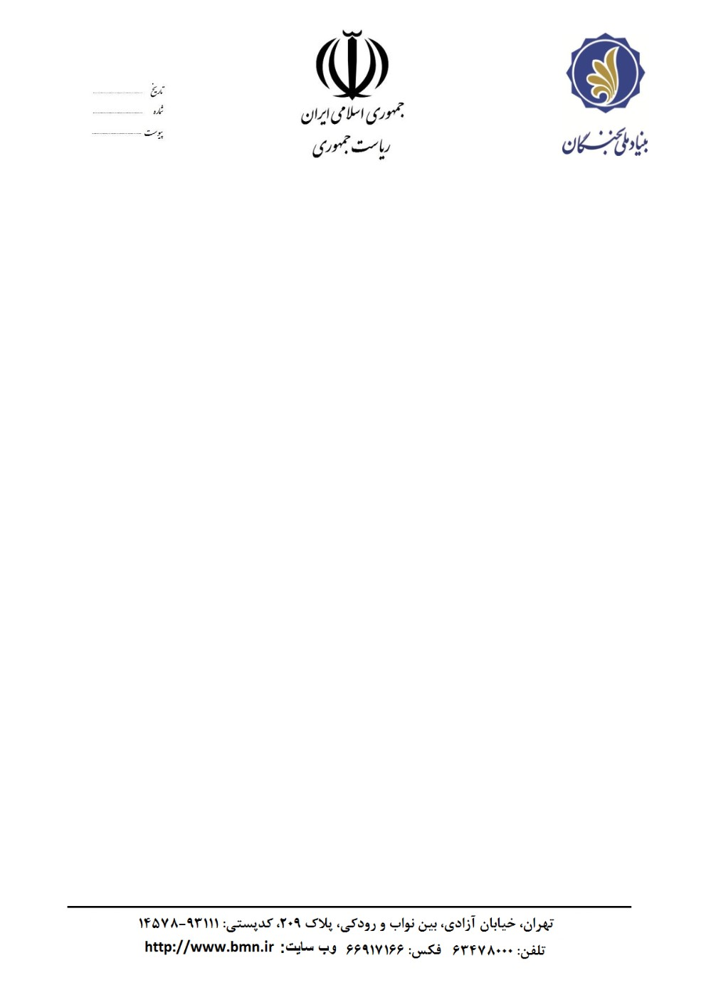 بنیاد ملی نخبگان
جمهوری اسلامی ایران
ریاست جمهوری
تاریخ ............................
شماره ............................
پیوست ............................
تهران، خیابان آزادی، بین نواب و رودکی، پلاک ۲۰۹، کدپستی: ۹۳۱۱۱-۱۴۵۷۸
تلفن: ۶۳۴۷۸۰۰۰ فکس: ۶۶۹۱۷۱۶۶ وب سایت: http://www.bmn.ir